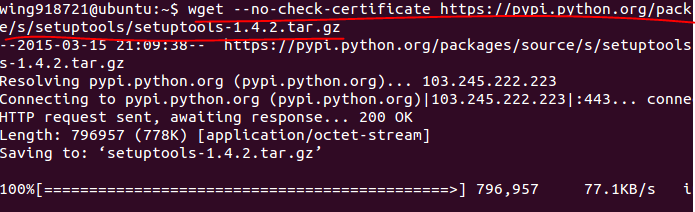 wing918721@ubuntu:~$ wget --no-check-certificate https://pypi.python.org/pack
e/s/setuptools/setuptools-1.4.2.tar.gz
--2015-03-15 21:09:38-- https://pypi.python.org/packages/source/s/setuptools
s-1.4.2.tar.gz
Resolving pypi.python.org (pypi.python.org)... 103.245.222.223
Connecting to pypi.python.org (pypi.python.org)|103.245.222.223|:443... conne
HTTP request sent, awaiting response... 200 OK
Length: 796957 (778K) [application/octet-stream]
Saving to: ‘setuptools-1.4.2.tar.gz’
100%[============================================>] 796,957 77.1KB/s i